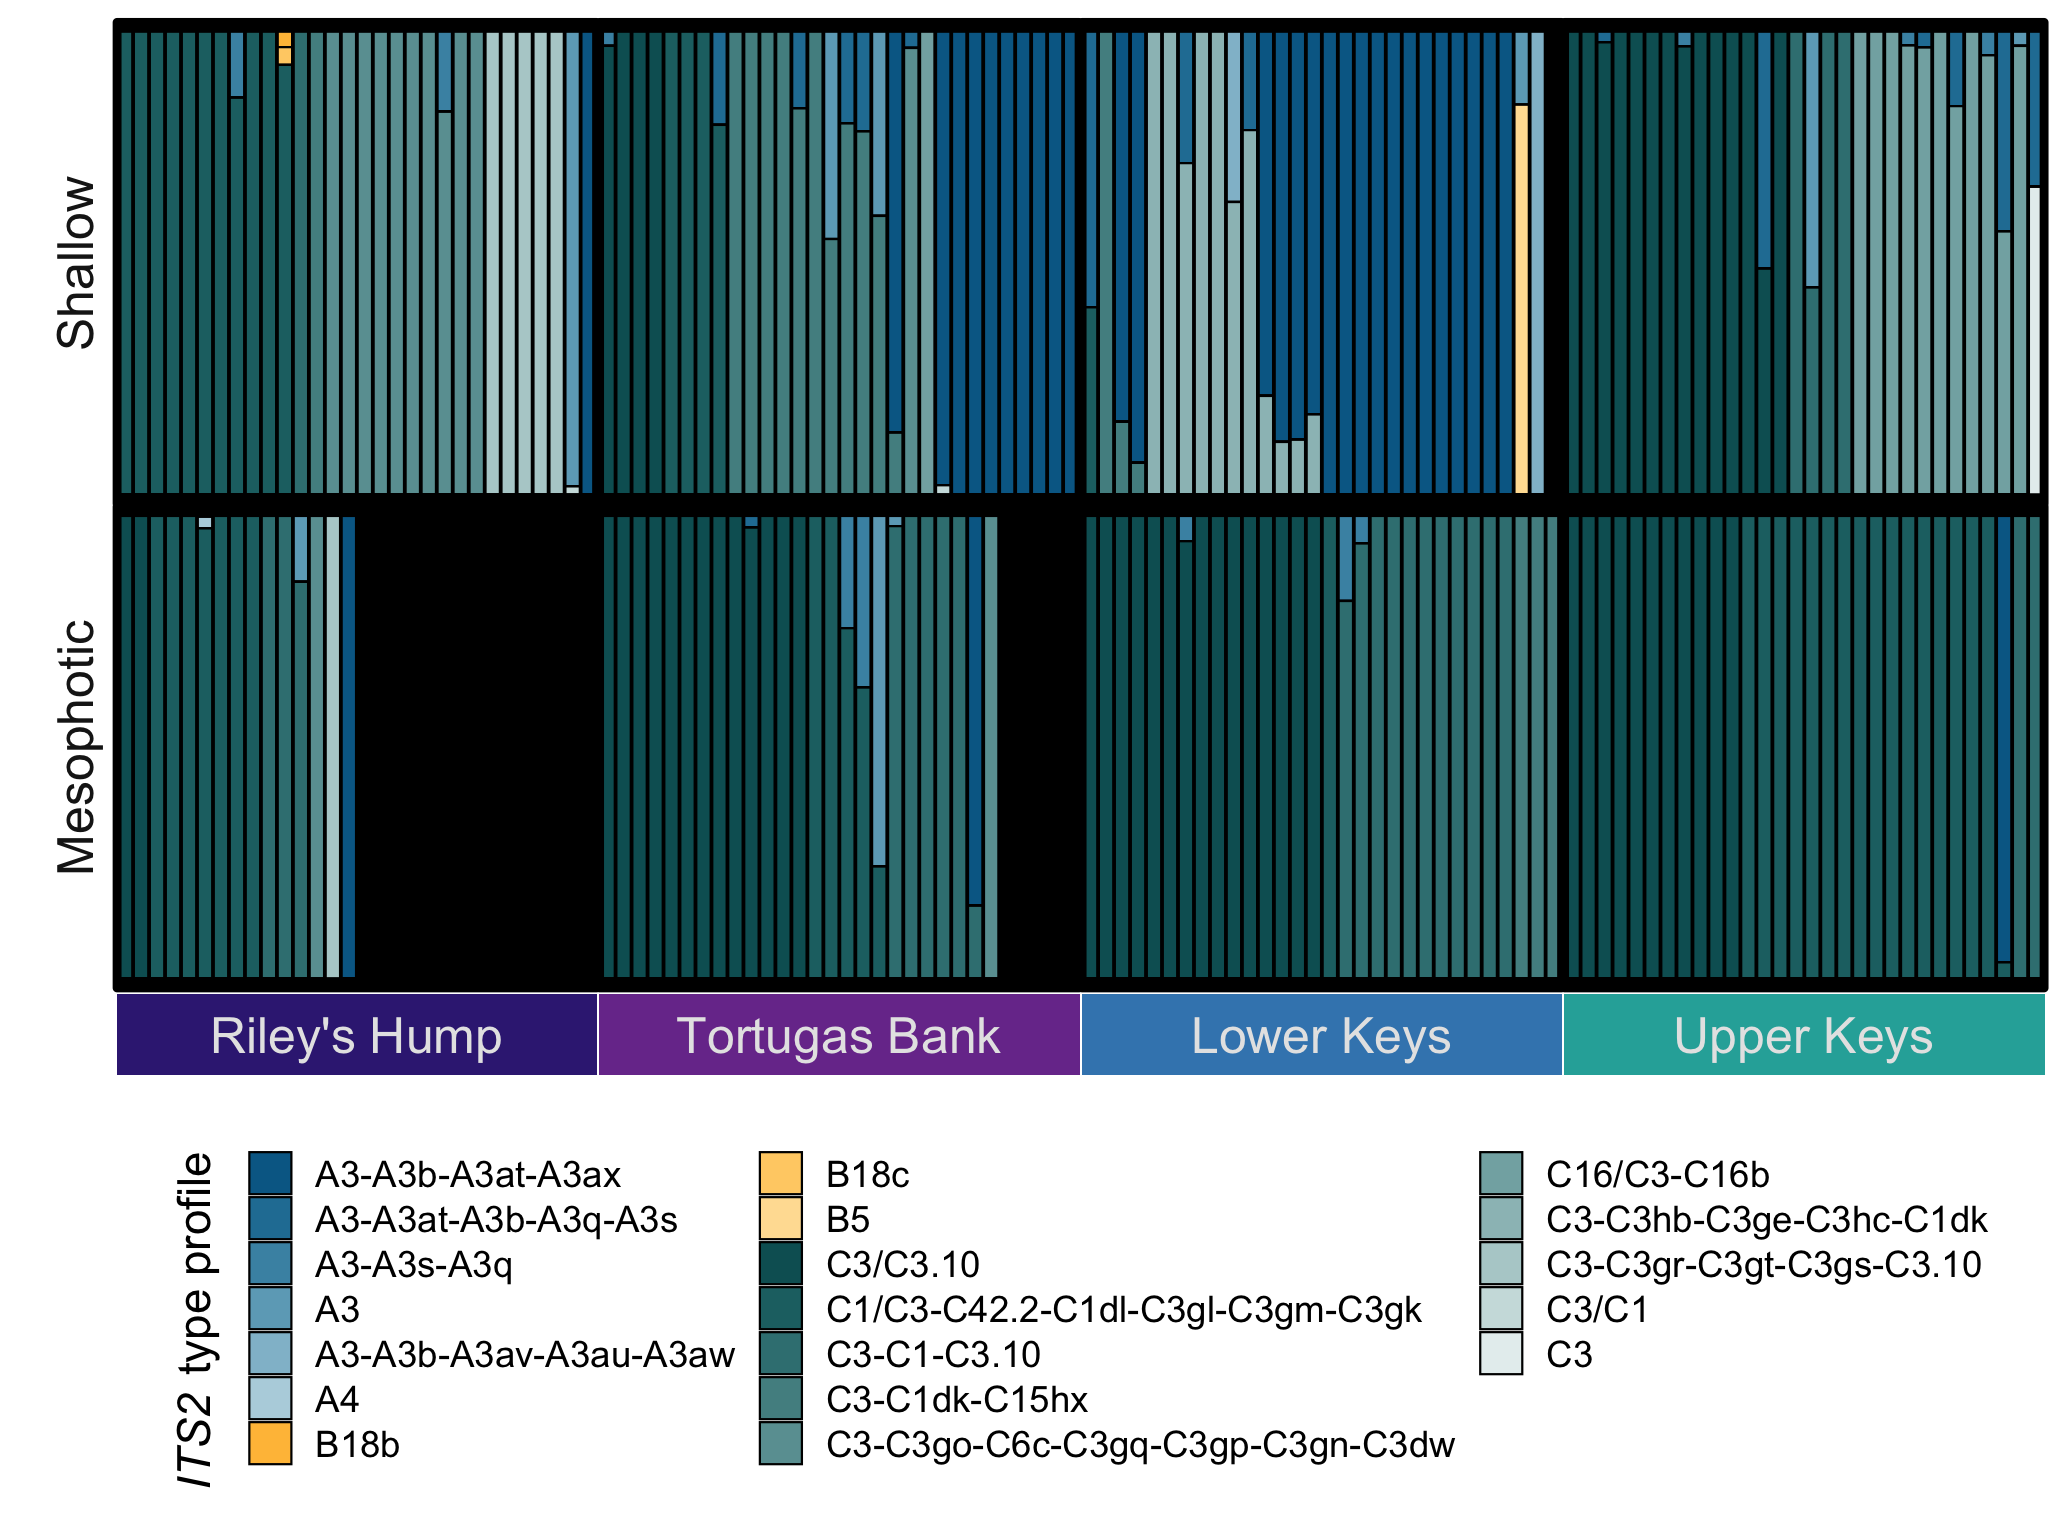 Shallow
Mesophotic
Riley's Hump
Tortugas Bank
Lower Keys
Upper Keys
ITS2 type profile
A3-A3b-A3at-A3ax
A3-A3at-A3b-A3q-A3s
A3-A3s-A3q
A3
A3-A3b-A3av-A3au-A3aw
A4
B18b
B18c
B5
C3/C3.10
C1/C3-C42.2-C1dl-C3gl-C3gm-C3gk
C3-C1-C3.10
C3-C1dk-C15hx
C3-C3go-C6c-C3gq-C3gp-C3gn-C3dw
C16/C3-C16b
C3-C3hb-C3ge-C3hc-C1dk
C3-C3gr-C3gt-C3gs-C3.10
C3/C1
C3